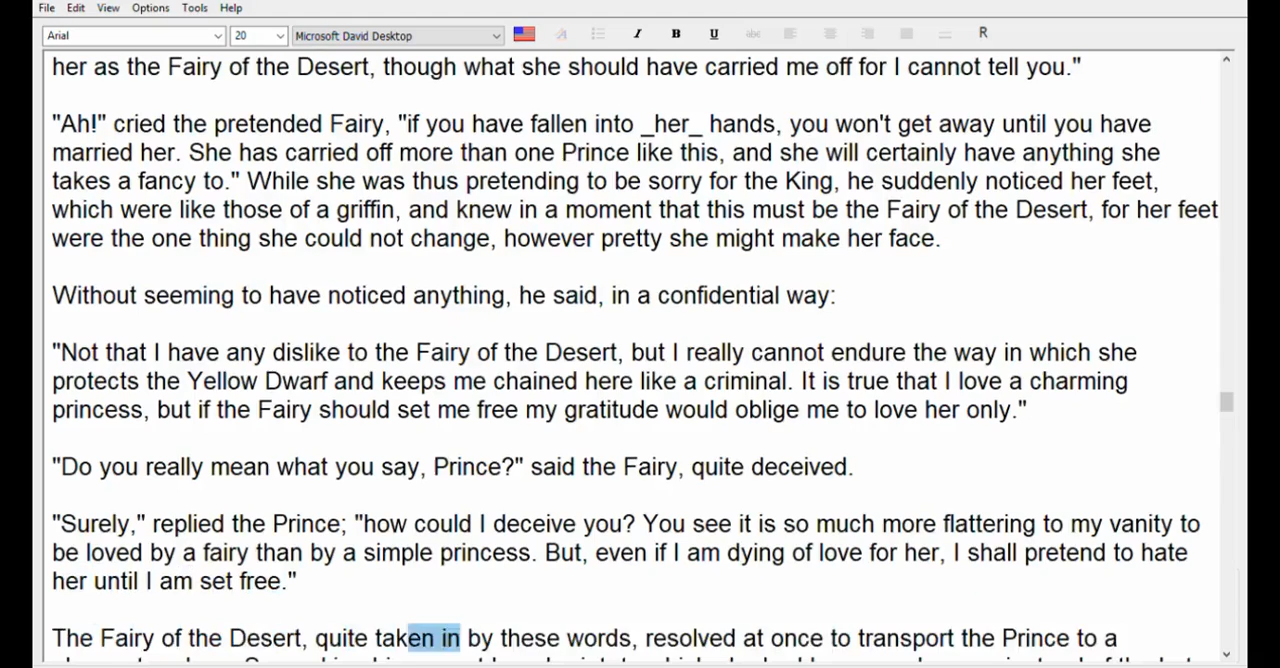 File Edit View Options Tools Help
Arial 20 Microsoft David Desktop I B U abc R
her as the Fairy of the Desert, though what she should have carried me off for I cannot tell you."
"Ah!" cried the pretended Fairy, "if you have fallen into _her_ hands, you won't get away until you have
married her. She has carried off more than one Prince like this, and she will certainly have anything she
takes a fancy to." While she was thus pretending to be sorry for the King, he suddenly noticed her feet,
which were like those of a griffin, and knew in a moment that this must be the Fairy of the Desert, for her feet
were the one thing she could not change, however pretty she might make her face.
Without seeming to have noticed anything, he said, in a confidential way:
"Not that I have any dislike to the Fairy of the Desert, but I really cannot endure the way in which she
protects the Yellow Dwarf and keeps me chained here like a criminal. It is true that I love a charming
princess, but if the Fairy should set me free my gratitude would oblige me to love her only."
"Do you really mean what you say, Prince?" said the Fairy, quite deceived.
"Surely," replied the Prince; "how could I deceive you? You see it is so much more flattering to my vanity to
be loved by a fairy than by a simple princess. But, even if I am dying of love for her, I shall pretend to hate
her until I am set free."
The Fairy of the Desert, quite taken in by these words, resolved at once to transport the Prince to a